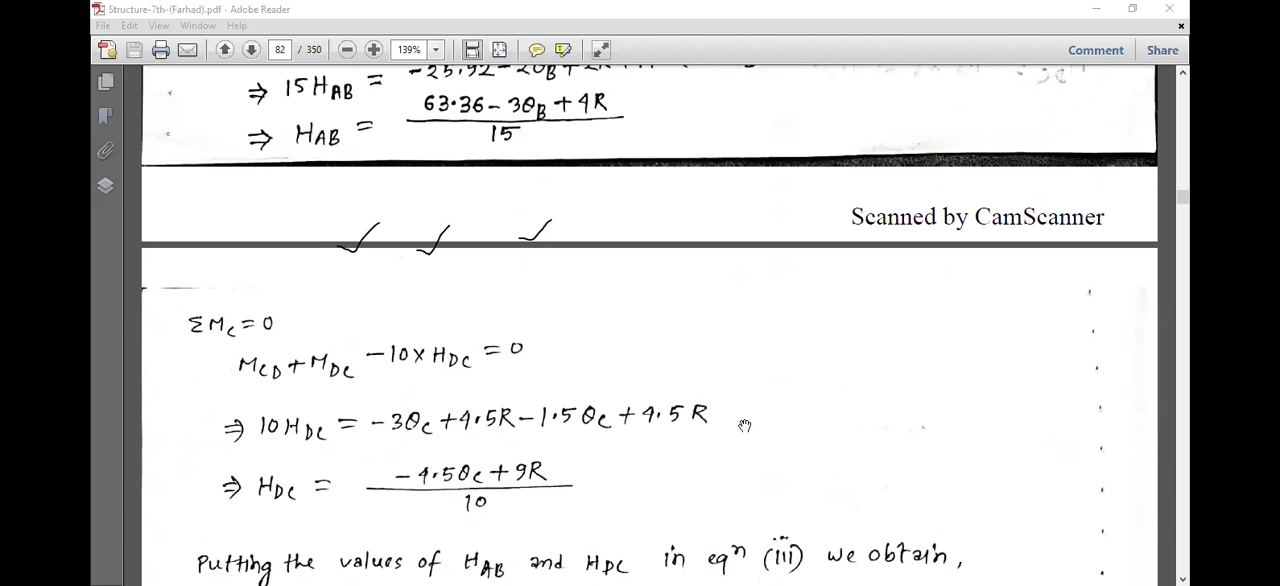 Structure-7th-(Farhad).pdf - Adobe Reader
File Edit View Window Help
82 / 350 139% Comment Share
⇒ 15H_AB =
⇒ H_AB = (63.36 - 3θ_B + 4R) / 15
Scanned by CamScanner
ΣM_C = 0
M_CD + M_DC - 10 × H_DC = 0
⇒ 10H_DC = -3θ_C + 4.5R - 1.5θ_C + 4.5R
⇒ H_DC = (-4.5θ_C + 9R) / 10
Putting the values of H_AB and H_DC in eqⁿ (iii) we obtain,